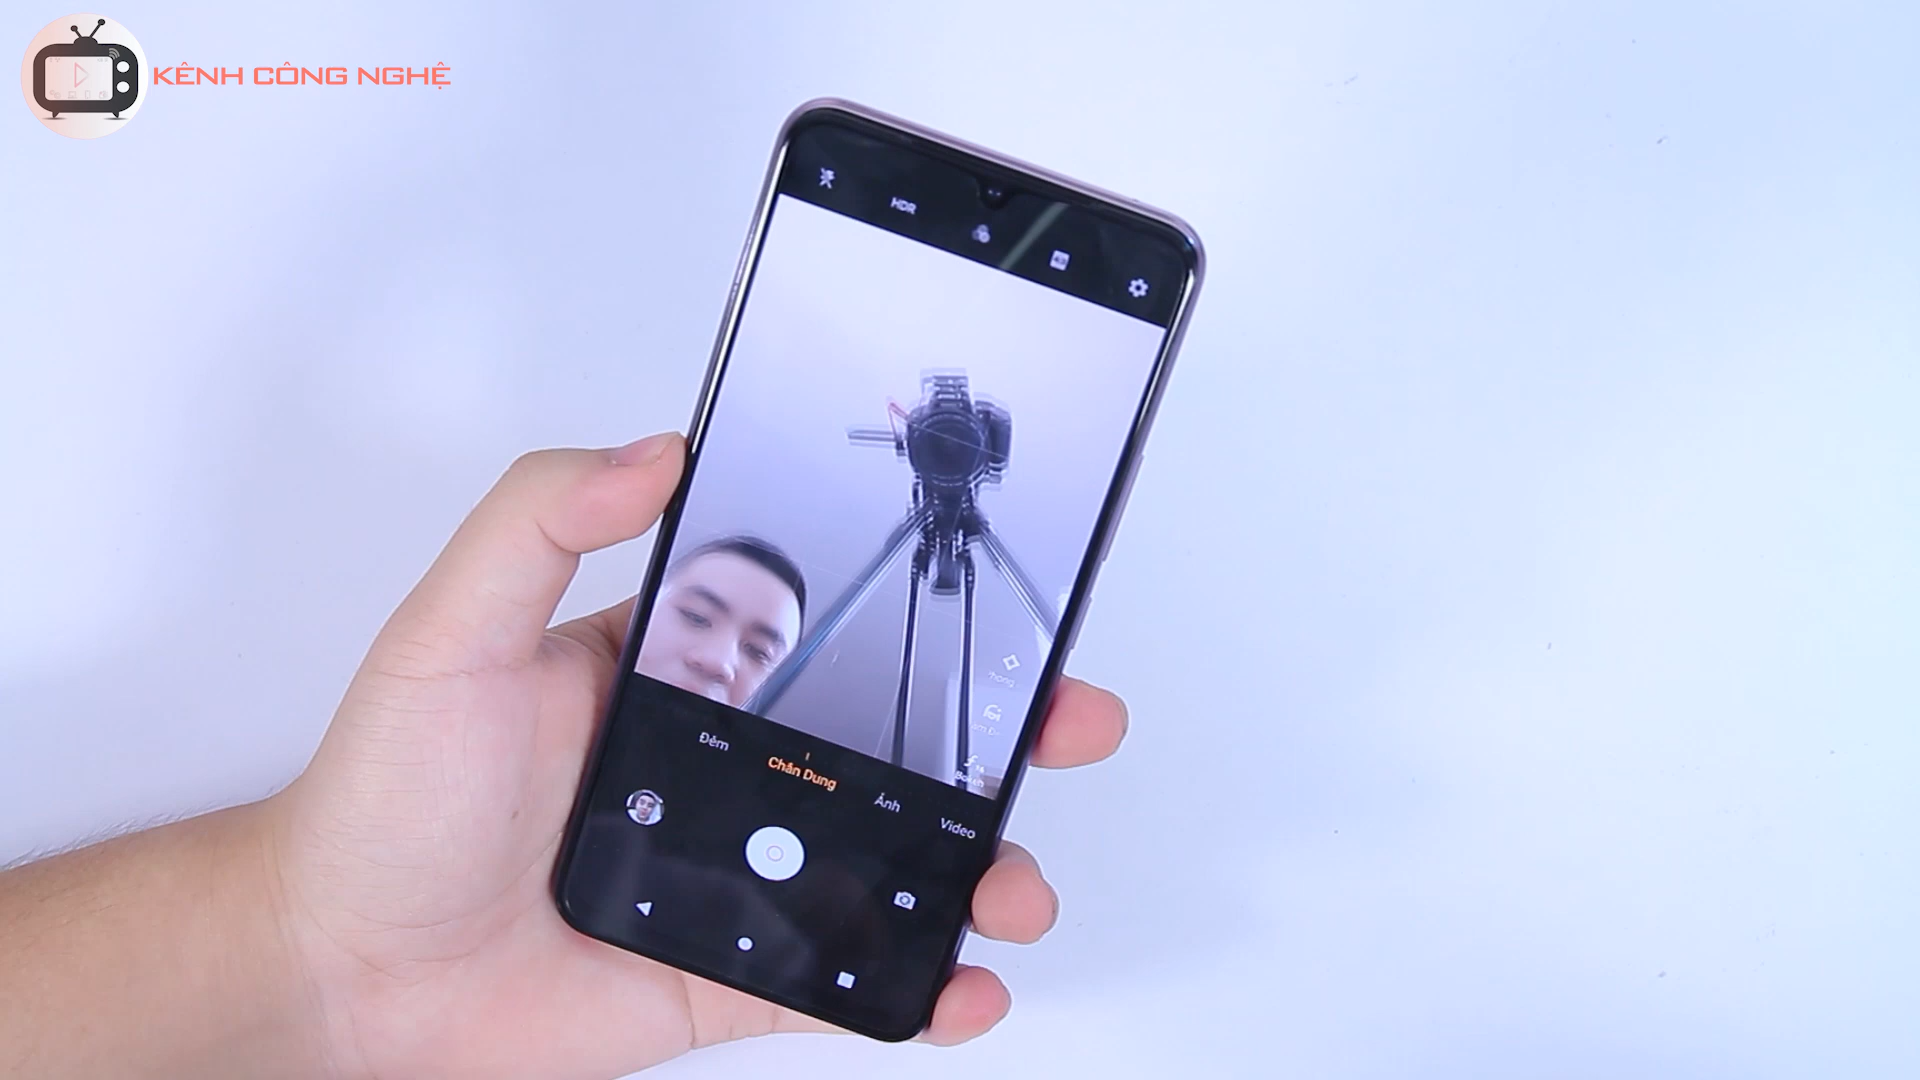 KÊNH CÔNG NGHỆ
HDR
Đêm
Chân Dung
Ảnh
Video